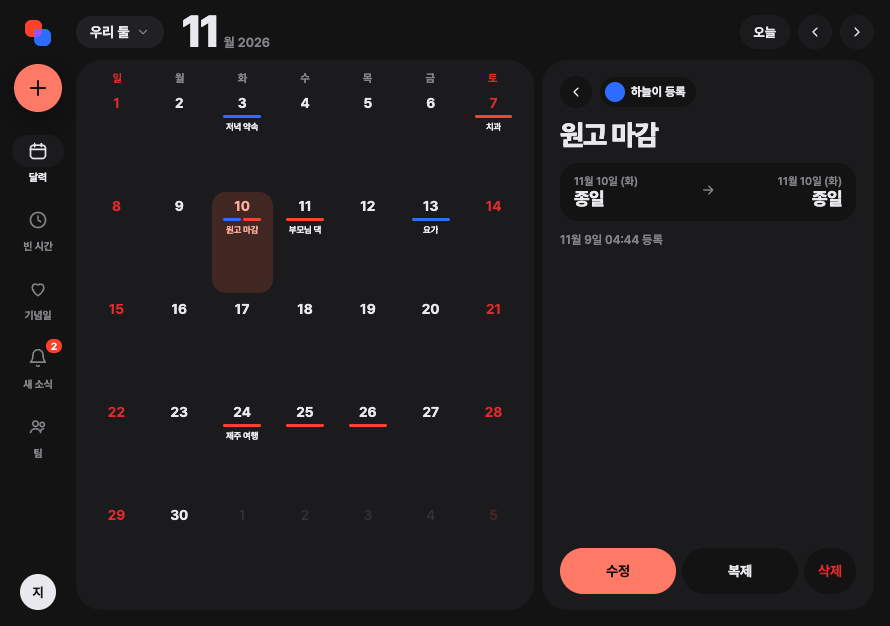 우리 둘
11 월 2026
오늘
일 월 화 수 목 금 토
1 2 3 4 5 6 7
저녁 약속 치과
8 9 10 11 12 13 14
원고 마감 부모님 댁 요가
15 16 17 18 19 20 21
22 23 24 25 26 27 28
제주 여행
29 30 1 2 3 4 5
달력
빈 시간
기념일
2
새 소식
팀
지
하늘이 등록
원고 마감
11월 10일 (화) 11월 10일 (화)
종일 → 종일
11월 9일 04:44 등록
수정 복제 삭제